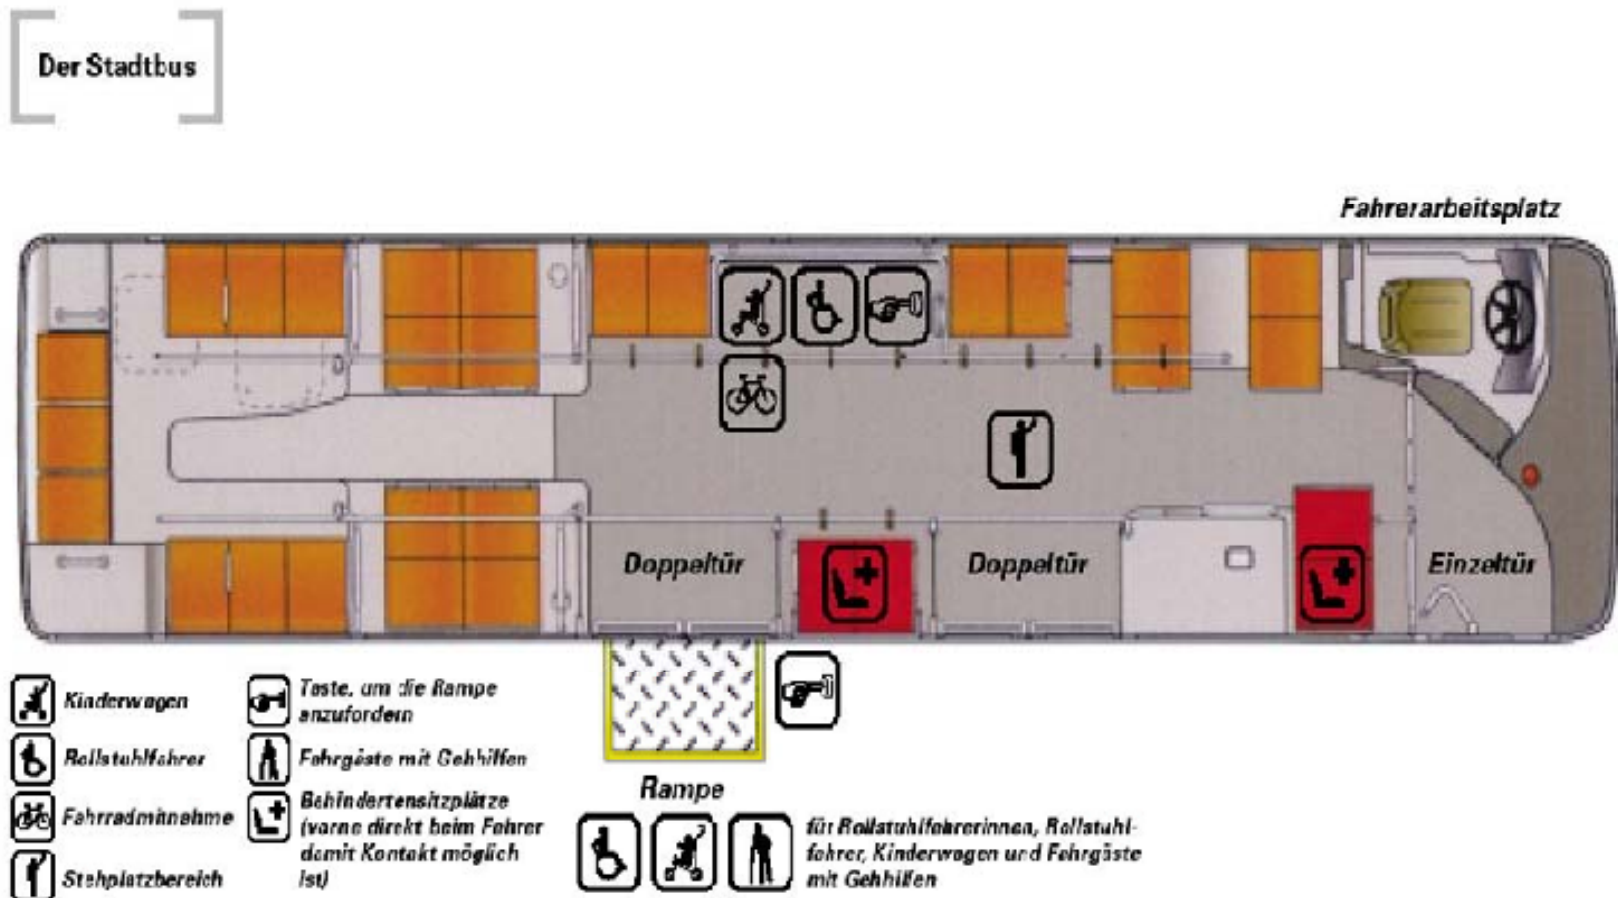 Der Stadtbus
Fahrerarbeitsplatz
Doppeltür
Doppeltür
Einzeltür
Kinderwagen
Rollstuhlfahrer
Fahrradmitnahme
Stehplatzbereich
Taste, um die Rampe
anzufordern
Fahrgäste mit Gehhilfen
Behindertensitzplätze
(vorne direkt beim Fahrer
damit Kontakt möglich
ist)
Rampe
für Rollstuhlfahrerinnen, Rollstuhl-
fahrer, Kinderwagen und Fahrgäste
mit Gehhilfen